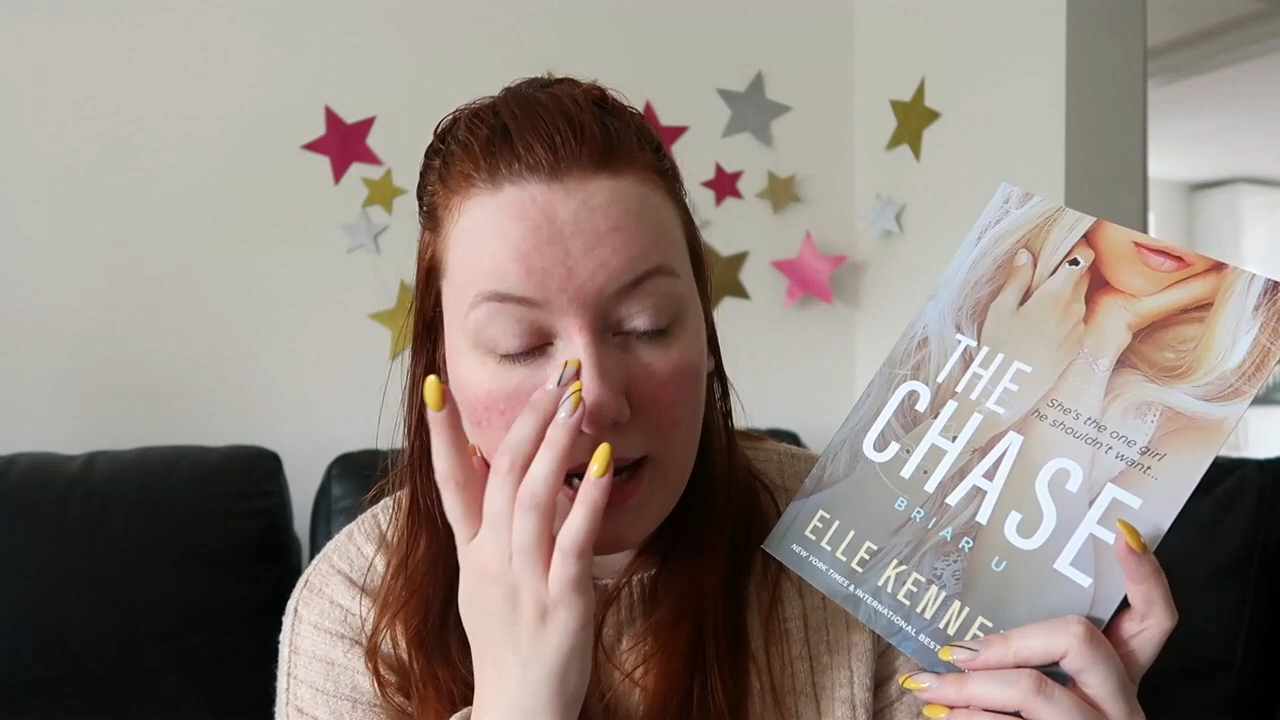 THE
CHASE
She's the one girl
he shouldn't want...
BRIAR U
ELLE KENNE
NEW YORK TIMES & INTERNATIONAL BEST